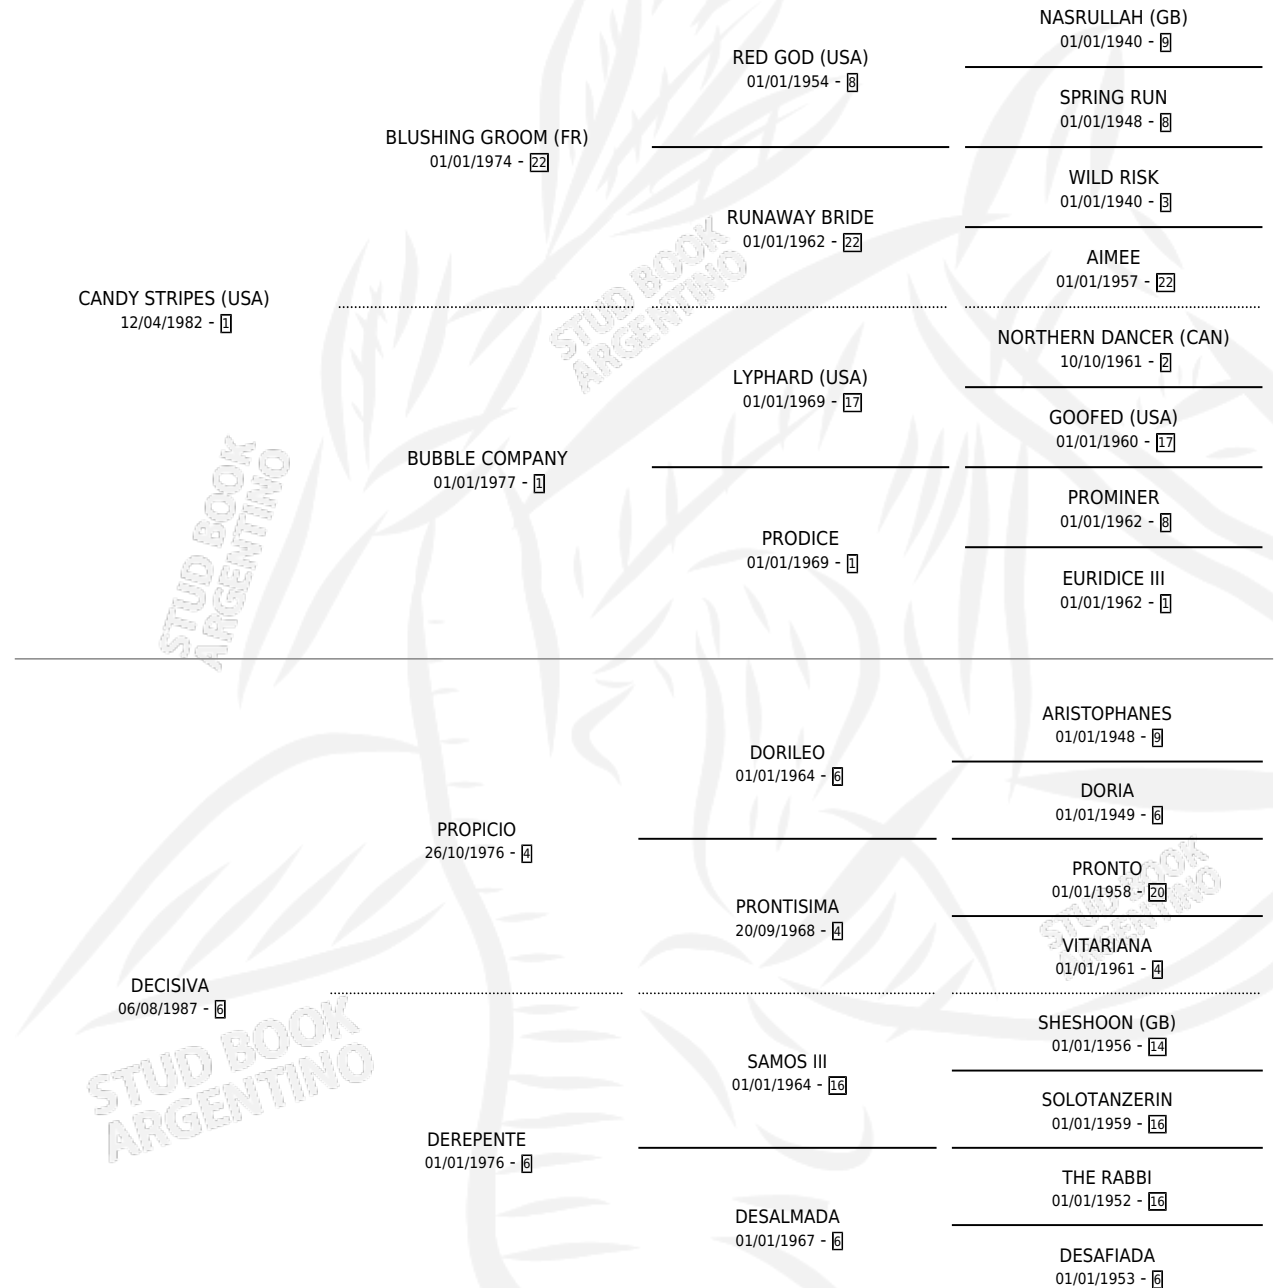 NASRULLAH (GB)
01/01/1940 - 9
RED GOD (USA)
01/01/1954 - 8
SPRING RUN
01/01/1948 - 8
BLUSHING GROOM (FR)
01/01/1974 - 22
WILD RISK
01/01/1940 - 3
RUNAWAY BRIDE
01/01/1962 - 22
AIMEE
01/01/1957 - 22
CANDY STRIPES (USA)
12/04/1982 - 1
NORTHERN DANCER (CAN)
10/10/1961 - 2
LYPHARD (USA)
01/01/1969 - 17
GOOFED (USA)
01/01/1960 - 17
BUBBLE COMPANY
01/01/1977 - 1
PROMINER
01/01/1962 - 8
PRODICE
01/01/1969 - 1
EURIDICE III
01/01/1962 - 1
STUD BOOK
ARGENTINO
STUD BOOK
ARGENTINO
ARISTOPHANES
01/01/1948 - 9
DORILEO
01/01/1964 - 6
DORIA
01/01/1949 - 6
PROPICIO
26/10/1976 - 4
PRONTO
01/01/1958 - 20
PRONTISIMA
20/09/1968 - 4
VITARIANA
01/01/1961 - 4
DECISIVA
06/08/1987 - 6
SHESHOON (GB)
01/01/1956 - 14
SAMOS III
01/01/1964 - 16
SOLOTANZERIN
01/01/1959 - 16
DEREPENTE
01/01/1976 - 6
THE RABBI
01/01/1952 - 16
DESALMADA
01/01/1967 - 6
DESAFIADA
01/01/1953 - 6
STUD BOOK
ARGENTINO
STUD BOOK
ARGENTINO